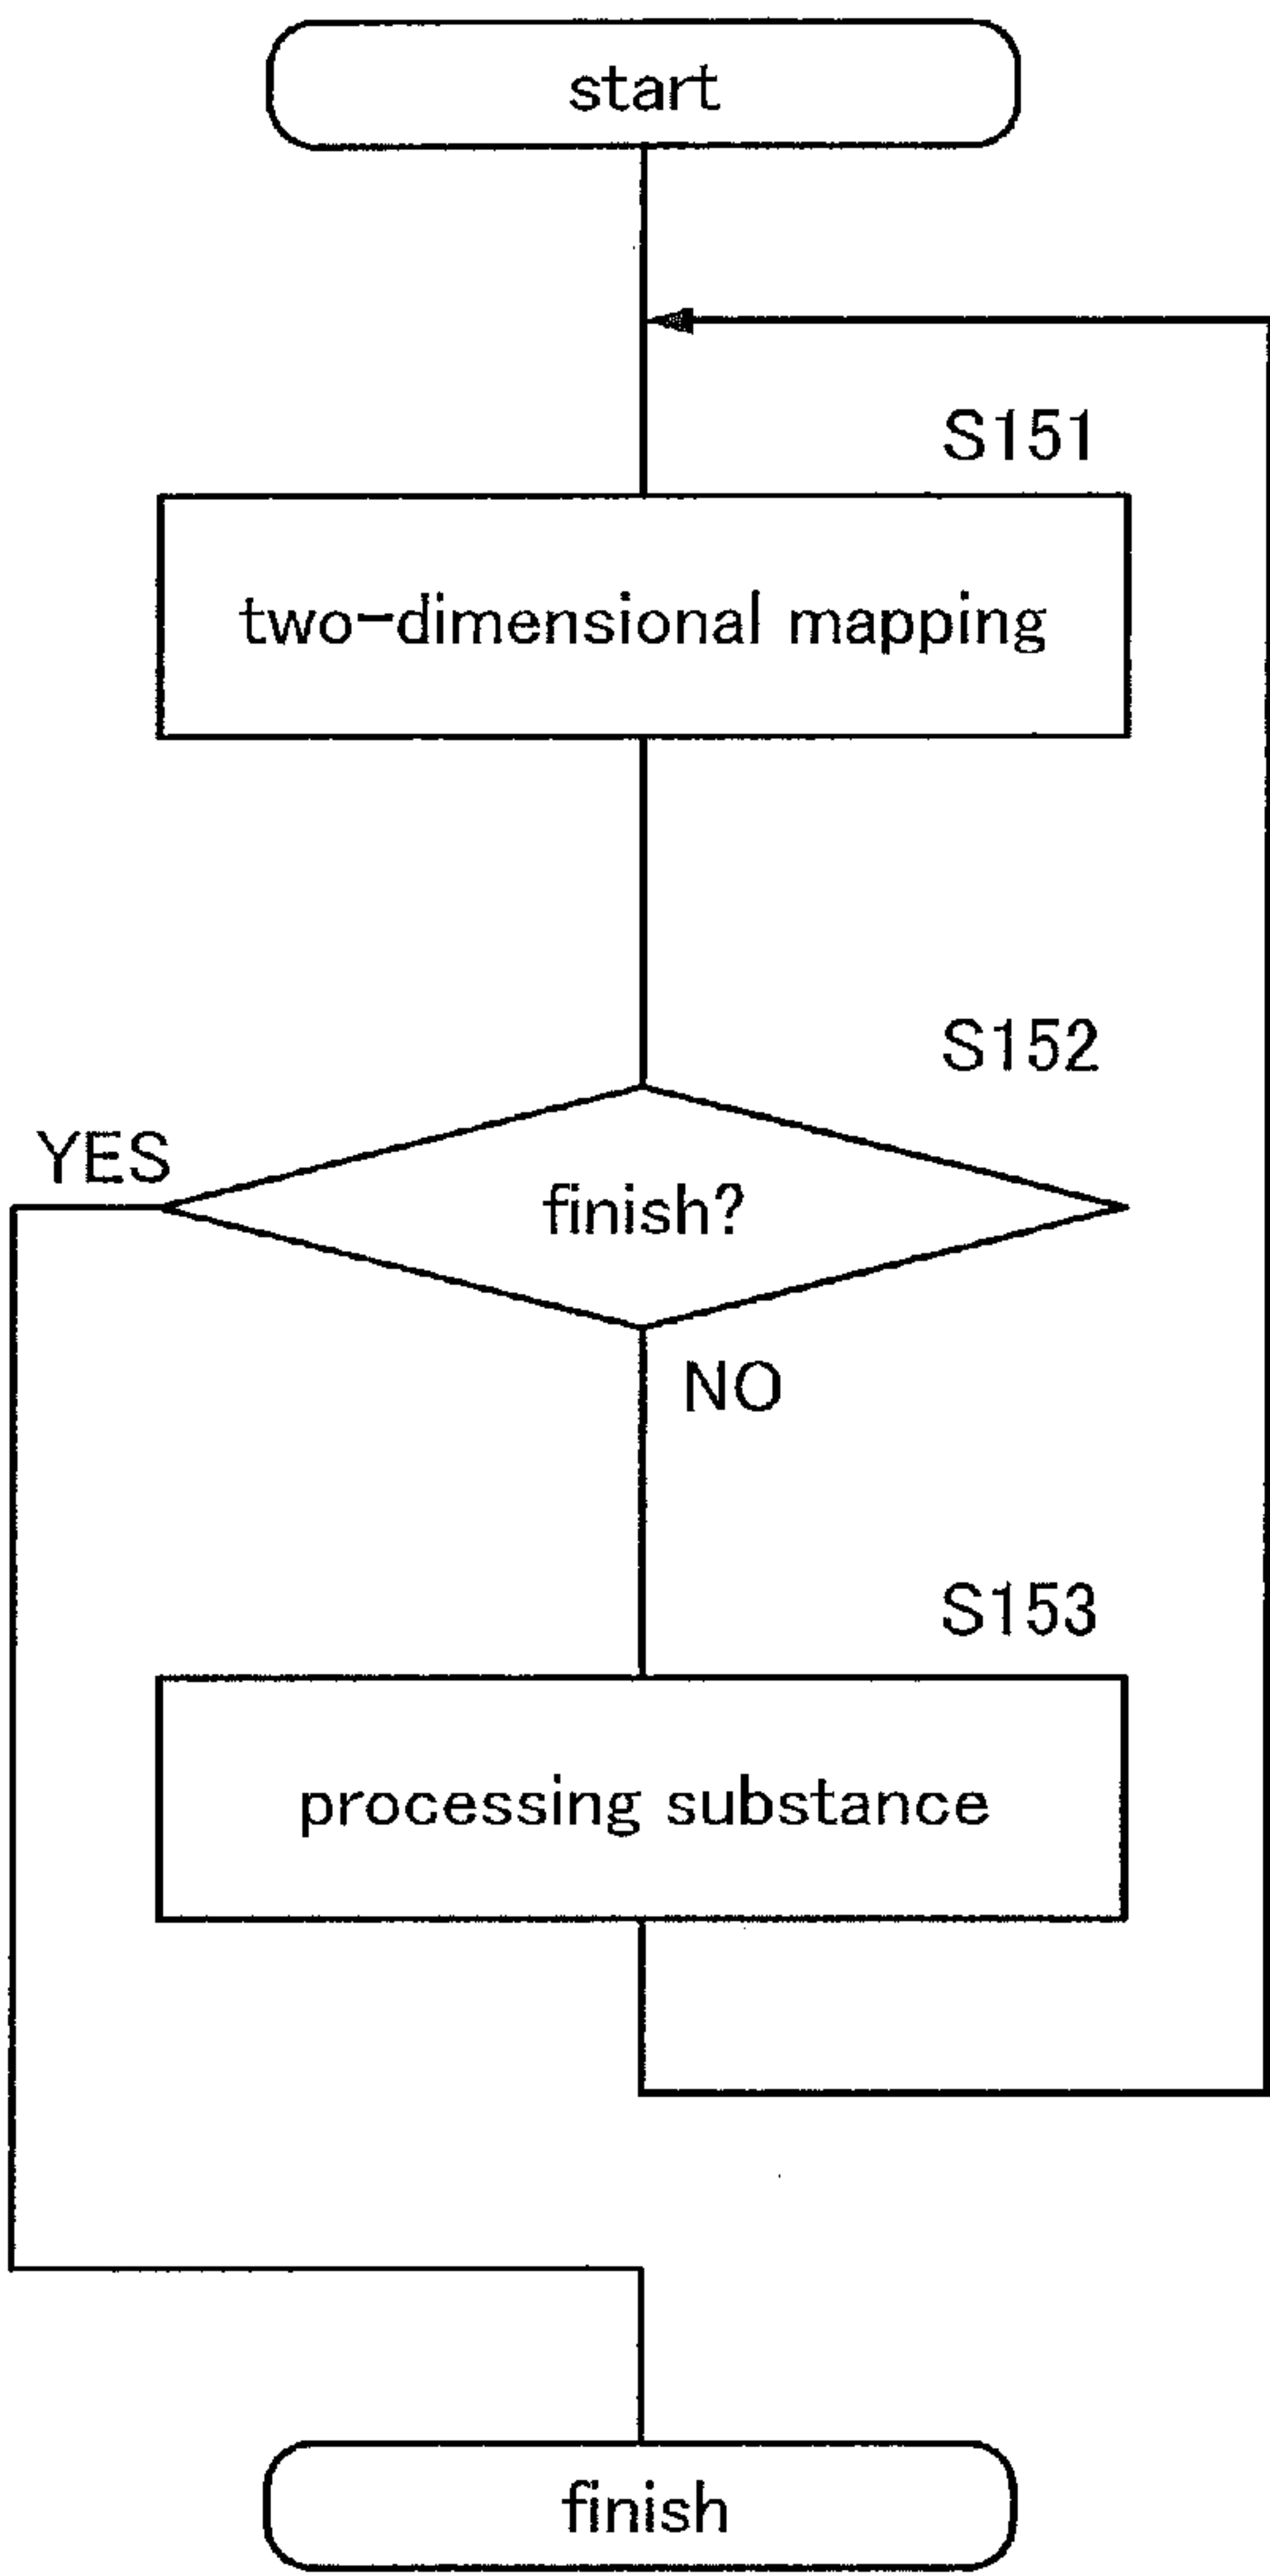 start
S151
two-dimensional mapping
S152
YES
finish?
NO
S153
processing substance
finish